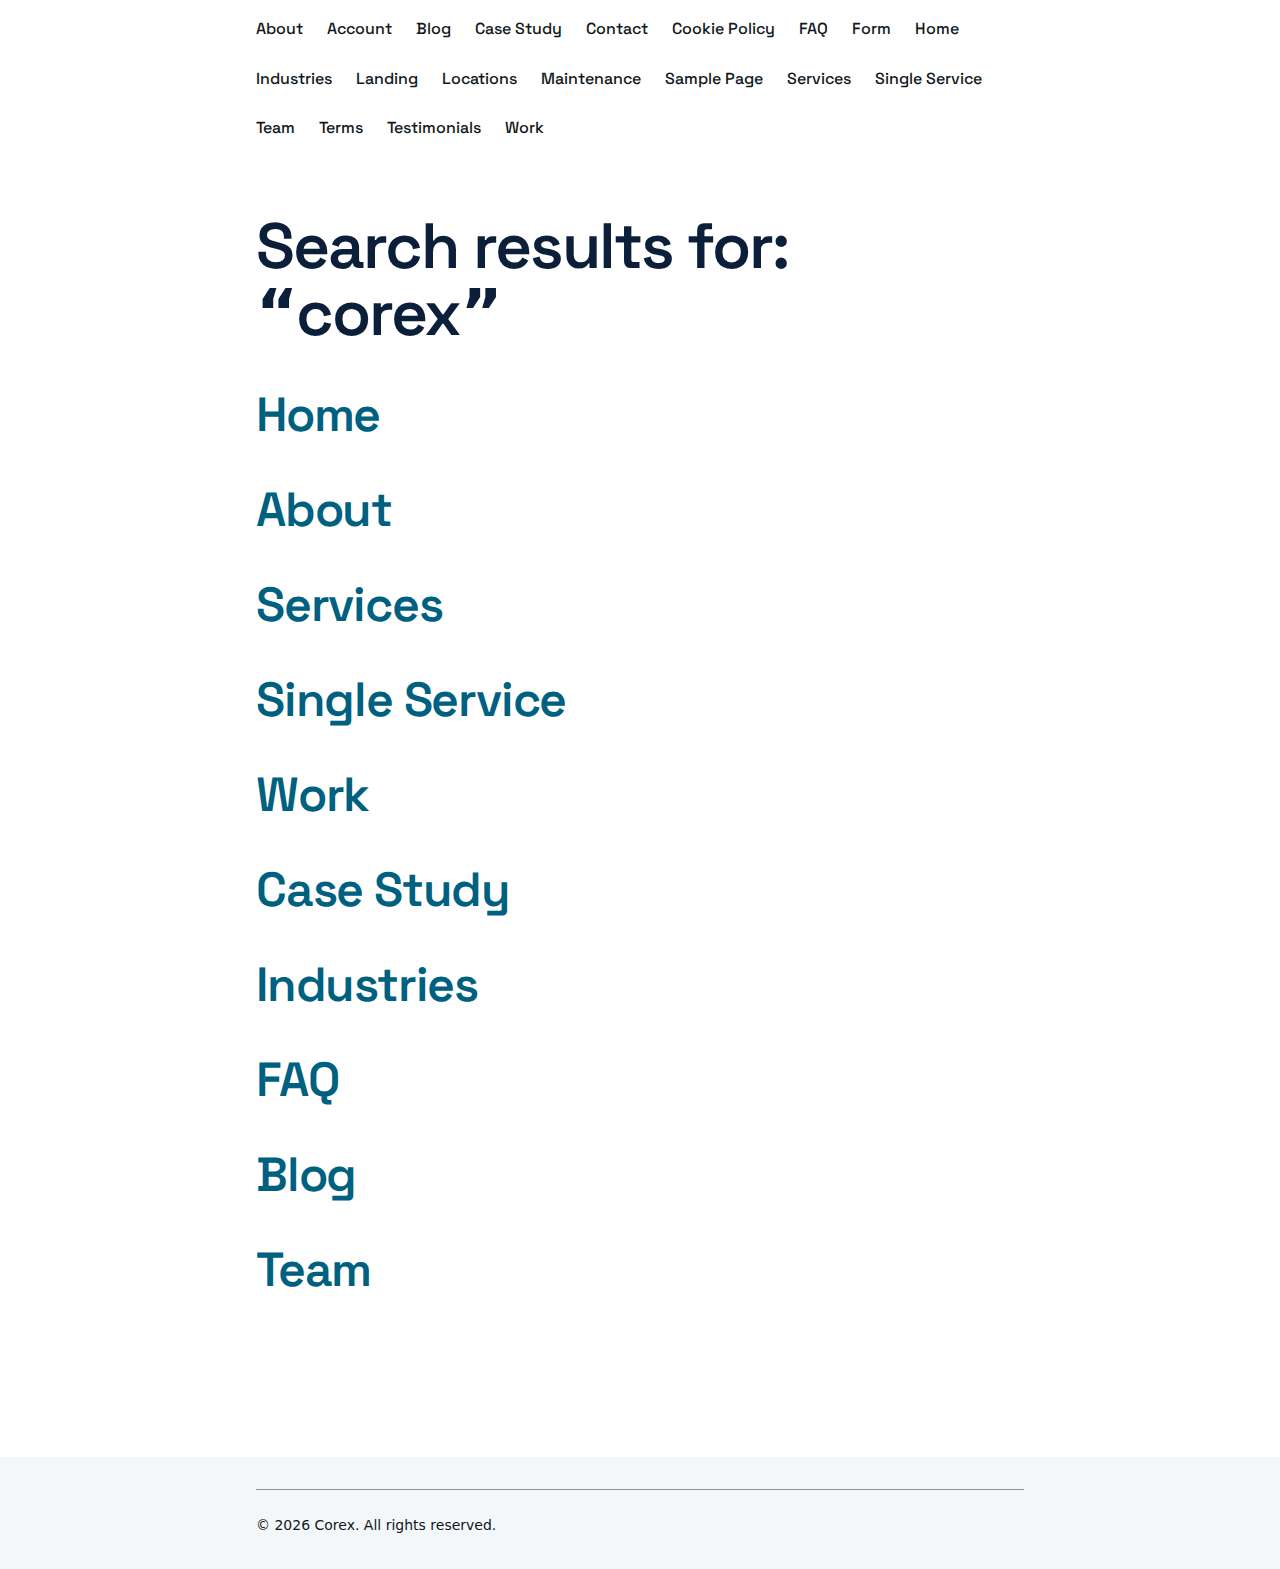 About Account Blog Case Study Contact Cookie Policy FAQ Form Home
Industries Landing Locations Maintenance Sample Page Services Single Service
Team Terms Testimonials Work
Search results for:
“corex”
Home
About
Services
Single Service
Work
Case Study
Industries
FAQ
Blog
Team
© 2026 Corex. All rights reserved.